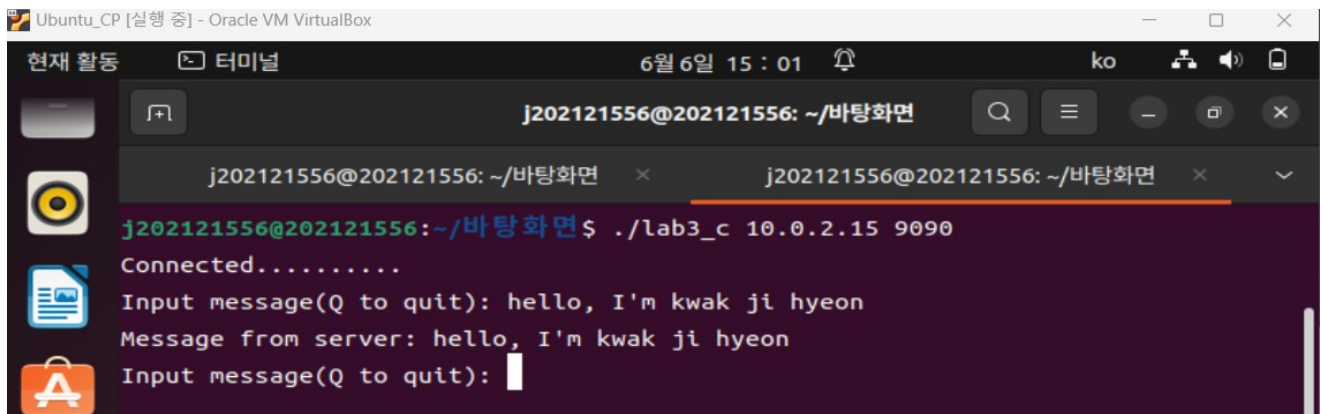 Ubuntu_CP [실행 중] - Oracle VM VirtualBox
현재 활동 터미널 6월 6일 15 : 01 ko
j202121556@202121556: ~/바탕화면
j202121556@202121556: ~/바탕화면 × j202121556@202121556: ~/바탕화면 ×
j202121556@202121556:~/바탕화면$ ./lab3_c 10.0.2.15 9090
Connected..........
Input message(Q to quit): hello, I'm kwak ji hyeon
Message from server: hello, I'm kwak ji hyeon
Input message(Q to quit):